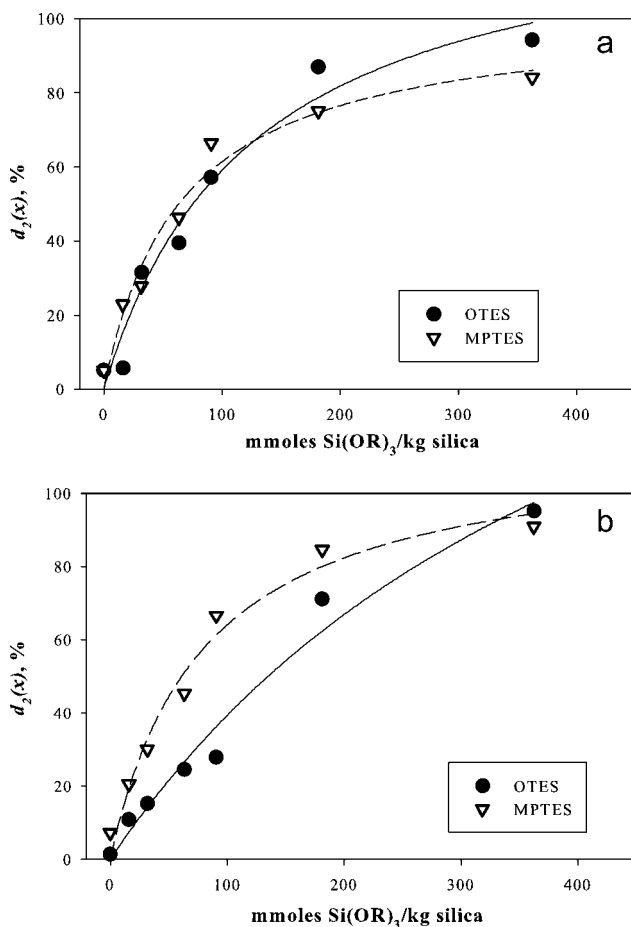 a
100
80
60
40
20
0
d₂(x), %
OTES
MPTES
0 100 200 300 400
mmoles Si(OR)₃/kg silica
b
100
80
60
40
20
0
d₂(x), %
OTES
MPTES
0 100 200 300 400
mmoles Si(OR)₃/kg silica